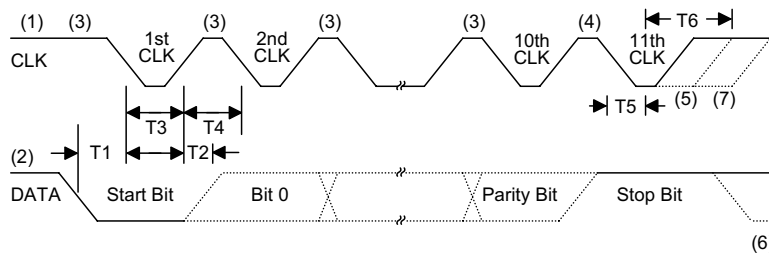 (1) (3) 1st CLK (3) 2nd CLK (3) (3) 10th CLK (4) 11th CLK T6
CLK
(5) (7)
T3 T4 T5
(2) T1 T2
DATA Start Bit Bit 0 Parity Bit Stop Bit
(6